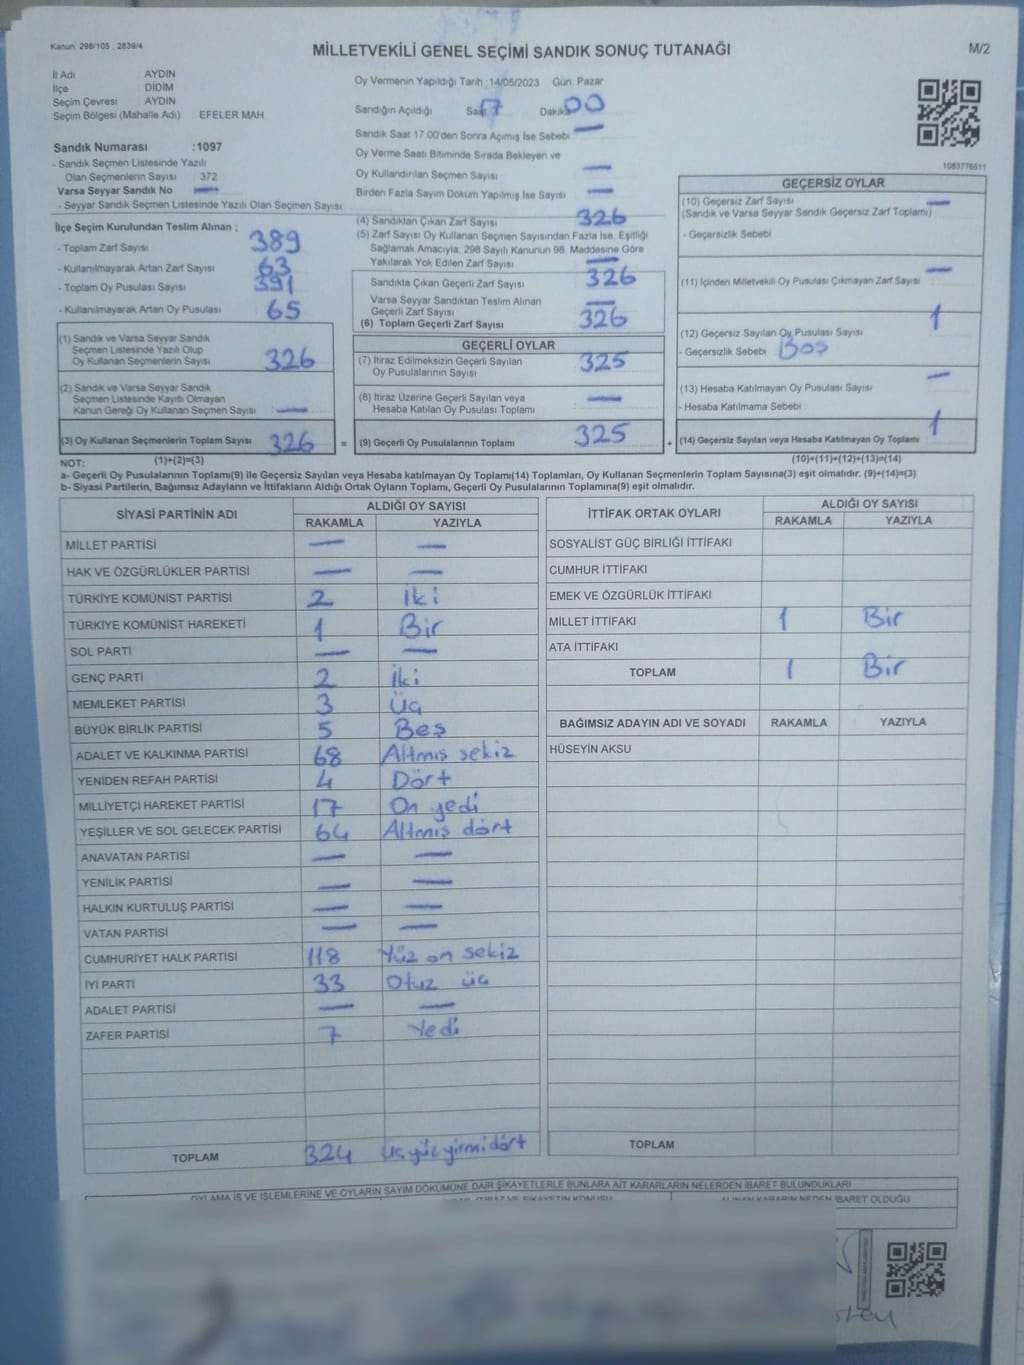 Kanun: 298/105 , 2839/4
MİLLETVEKİLİ GENEL SEÇİMİ SANDIK SONUÇ TUTANAĞI
M/2
İl Adı AYDIN
İlçe DİDİM
Seçim Çevresi AYDIN
Seçim Bölgesi (Mahalle Adı) EFELER MAH
Sandık Numarası :1097
- Sandık Seçmen Listesinde Yazılı
Olan Seçmenlerin Sayısı 372
Varsa Seyyar Sandık No —
- Seyyar Sandık Seçmen Listesinde Yazılı Olan Seçmen Sayısı:
İlçe Seçim Kurulundan Teslim Alınan ;
- Toplam Zarf Sayısı 389
- Kullanılmayarak Artan Zarf Sayısı 63
- Toplam Oy Pusulası Sayısı 391
- Kullanılmayarak Artan Oy Pusulası 65
(1) Sandık ve Varsa Seyyar Sandık
Seçmen Listesinde Yazılı Olup
Oy Kullanan Seçmenlerin Sayısı 326
(2) Sandık ve Varsa Seyyar Sandık
Seçmen Listesinde Kayıtlı Olmayan
Kanun Gereği Oy Kullanan Seçmen Sayısı —
(3) Oy Kullanan Seçmenlerin Toplam Sayısı 326 =
(1)+(2)=(3)
Oy Vermenin Yapıldığı Tarih 14/05/2023 Gün: Pazar
Sandığın Açıldığı Saat 17 Dakika 00
Sandık Saat 17:00'den Sonra Açımış İse Sebebi —
Oy Verme Saati Bitiminde Sırada Bekleyen ve
Oy Kullandırılan Seçmen Sayısı —
Birden Fazla Sayım Döküm Yapılmış İse Sayısı —
(4) Sandıktan Çıkan Zarf Sayısı 326
(5) Zarf Sayısı Oy Kullanan Seçmen Sayısından Fazla İse, Eşitliği
Sağlamak Amacıyla; 298 Sayılı Kanunun 98. Maddesine Göre
Yakılarak Yok Edilen Zarf Sayısı —
Sandıkta Çıkan Geçerli Zarf Sayısı 326
Varsa Seyyar Sandıktan Teslim Alınan
Geçerli Zarf Sayısı —
(6) Toplam Geçerli Zarf Sayısı 326
GEÇERLİ OYLAR
(7) İtiraz Edilmeksizin Geçerli Sayılan
Oy Pusulalarının Sayısı 325
(8) İtiraz Üzerine Geçerli Sayılan veya
Hesaba Katılan Oy Pusulası Toplamı —
(9) Geçerli Oy Pusulalarının Toplamı 325 +
1083776511
GEÇERSİZ OYLAR
(10) Geçersiz Zarf Sayısı —
(Sandık ve Varsa Seyyar Sandık Geçersiz Zarf Toplamı)
- Geçersizlik Sebebi
(11) İçinden Milletvekili Oy Pusulası Çıkmayan Zarf Sayısı —
(12) Geçersiz Sayılan Oy Pusulası Sayısı 1
- Geçersizlik Sebebi Boş
(13) Hesaba Katılmayan Oy Pusulası Sayısı —
- Hesaba Katılmama Sebebi
(14) Geçersiz Sayılan veya Hesaba Katılmayan Oy Toplamı 1
(10)+(11)+(12)+(13)=(14)
NOT:
a- Geçerli Oy Pusulalarının Toplamı(9) ile Geçersiz Sayılan veya Hesaba katılmayan Oy Toplamı(14) Toplamları, Oy Kullanan Seçmenlerin Toplam Sayısına(3) eşit olmalıdır. (9)+(14)=(3)
b- Siyasi Partilerin, Bağımsız Adayların ve İttifakların Aldığı Ortak Oyların Toplamı, Geçerli Oy Pusulalarının Toplamına(9) eşit olmalıdır.
SİYASİ PARTİNİN ADI ALDIĞI OY SAYISI
RAKAMLA YAZIYLA
MİLLET PARTİSİ — —
HAK VE ÖZGÜRLÜKLER PARTİSİ — —
TÜRKİYE KOMÜNİST PARTİSİ 2 İki
TÜRKİYE KOMÜNİST HAREKETİ 1 Bir
SOL PARTİ — —
GENÇ PARTİ 2 İki
MEMLEKET PARTİSİ 3 Üç
BÜYÜK BİRLİK PARTİSİ 5 Beş
ADALET VE KALKINMA PARTİSİ 68 Altmış sekiz
YENİDEN REFAH PARTİSİ 4 Dört
MİLLİYETÇİ HAREKET PARTİSİ 17 On yedi
YEŞİLLER VE SOL GELECEK PARTİSİ 64 Altmış dört
ANAVATAN PARTİSİ — —
YENİLİK PARTİSİ — —
HALKIN KURTULUŞ PARTİSİ — —
VATAN PARTİSİ — —
CUMHURİYET HALK PARTİSİ 118 Yüz on sekiz
İYİ PARTİ 33 Otuz üç
ADALET PARTİSİ — —
ZAFER PARTİSİ 7 Yedi
TOPLAM 324 Üçyüz yirmidört
İTTİFAK ORTAK OYLARI ALDIĞI OY SAYISI
RAKAMLA YAZIYLA
SOSYALİST GÜÇ BİRLİĞİ İTTİFAKI
CUMHUR İTTİFAKI
EMEK VE ÖZGÜRLÜK İTTİFAKI
MİLLET İTTİFAKI 1 Bir
ATA İTTİFAKI
TOPLAM 1 Bir
BAĞIMSIZ ADAYIN ADI VE SOYADI RAKAMLA YAZIYLA
HÜSEYİN AKSU
TOPLAM
OYLAMA İŞ VE İŞLEMLERİNE VE OYLARIN SAYIM DÖKÜMÜNE DAİR ŞİKAYETLERLE BUNLARA AİT KARARLARIN NELERDEN İBARET BULUNDUKLARI
ALINAN KARARIN NEDEN İBARET OLDUĞU